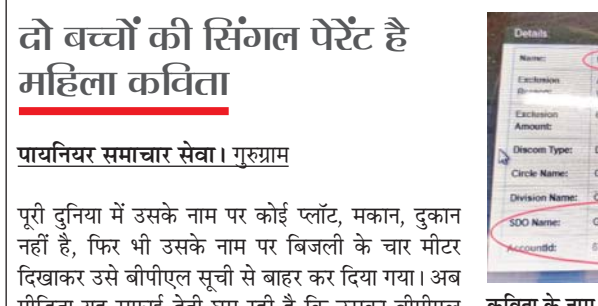 दो बच्चों की सिंगल पेरेंट है
महिला कविता
पायनियर समाचार सेवा। गुरुग्राम
पूरी दुनिया में उसके नाम पर कोई प्लॉट, मकान, दुकान
नहीं है, फिर भी उसके नाम पर बिजली के चार मीटर
दिखाकर उसे बीपीएल सूची से बाहर कर दिया गया। अब
Details
Name:
Exclusion
Exclusion
Amount:
Discom Type:
Circle Name:
Division Name:
SDO Name:
AccountId:
कविता के नाम